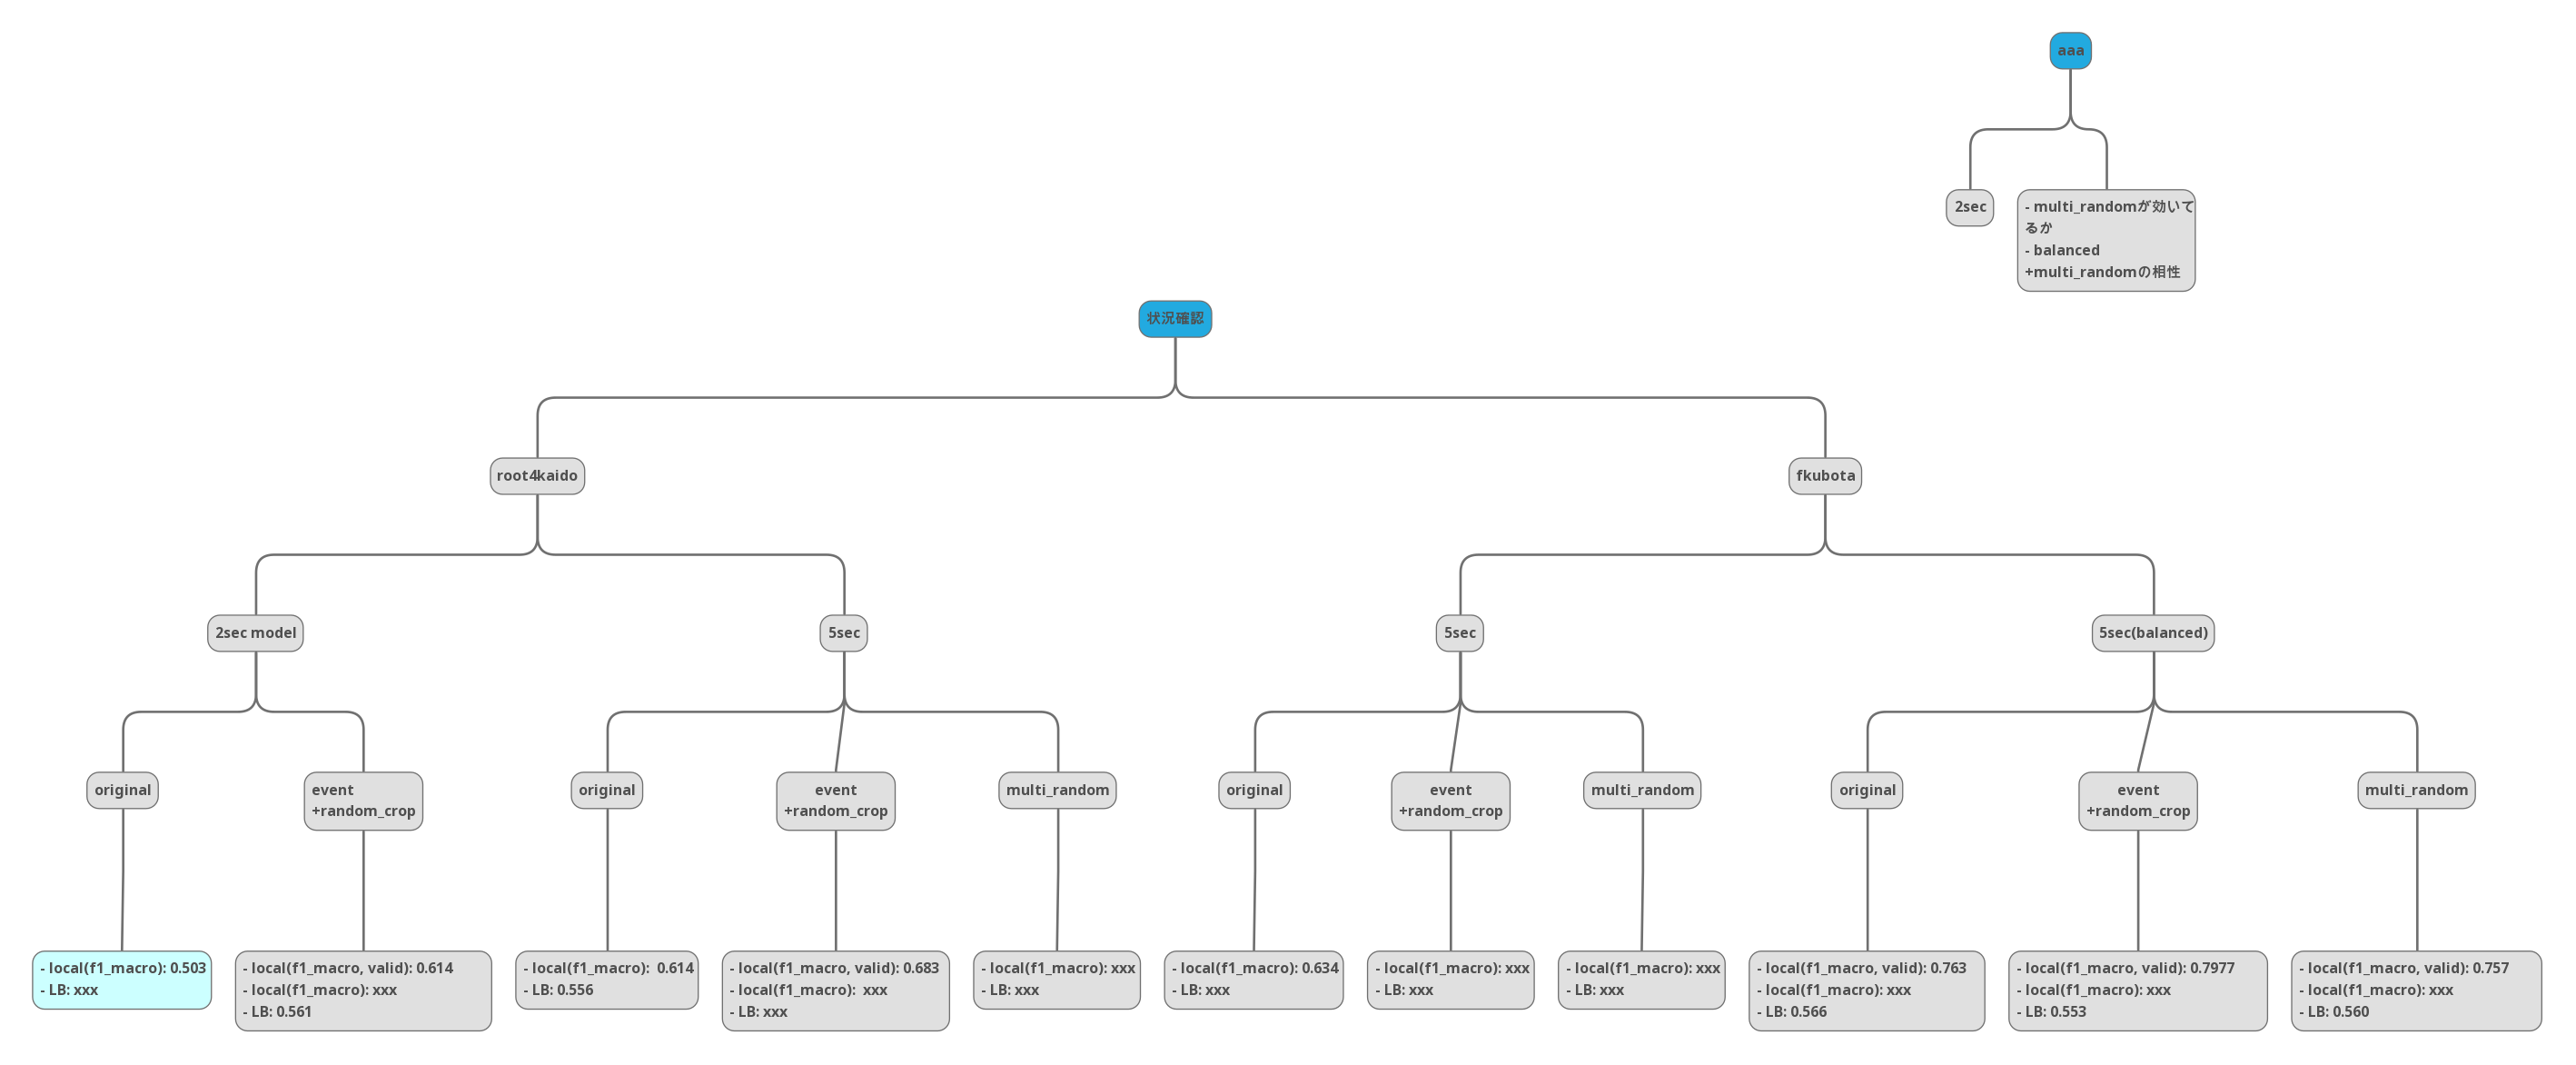 aaa
2sec
- multi_randomが効いて
るか
- balanced
+multi_randomの相性
状況確認
root4kaido
fkubota
2sec model
5sec
5sec
5sec(balanced)
original
event
+random_crop
original
event
+random_crop
multi_random
original
event
+random_crop
multi_random
original
event
+random_crop
multi_random
- local(f1_macro): 0.503
- LB: xxx
- local(f1_macro, valid): 0.614
- local(f1_macro): xxx
- LB: 0.561
- local(f1_macro):  0.614
- LB: 0.556
- local(f1_macro, valid): 0.683
- local(f1_macro):  xxx
- LB: xxx
- local(f1_macro): xxx
- LB: xxx
- local(f1_macro): 0.634
- LB: xxx
- local(f1_macro): xxx
- LB: xxx
- local(f1_macro): xxx
- LB: xxx
- local(f1_macro, valid): 0.763
- local(f1_macro): xxx
- LB: 0.566
- local(f1_macro, valid): 0.7977
- local(f1_macro): xxx
- LB: 0.553
- local(f1_macro, valid): 0.757
- local(f1_macro): xxx
- LB: 0.560